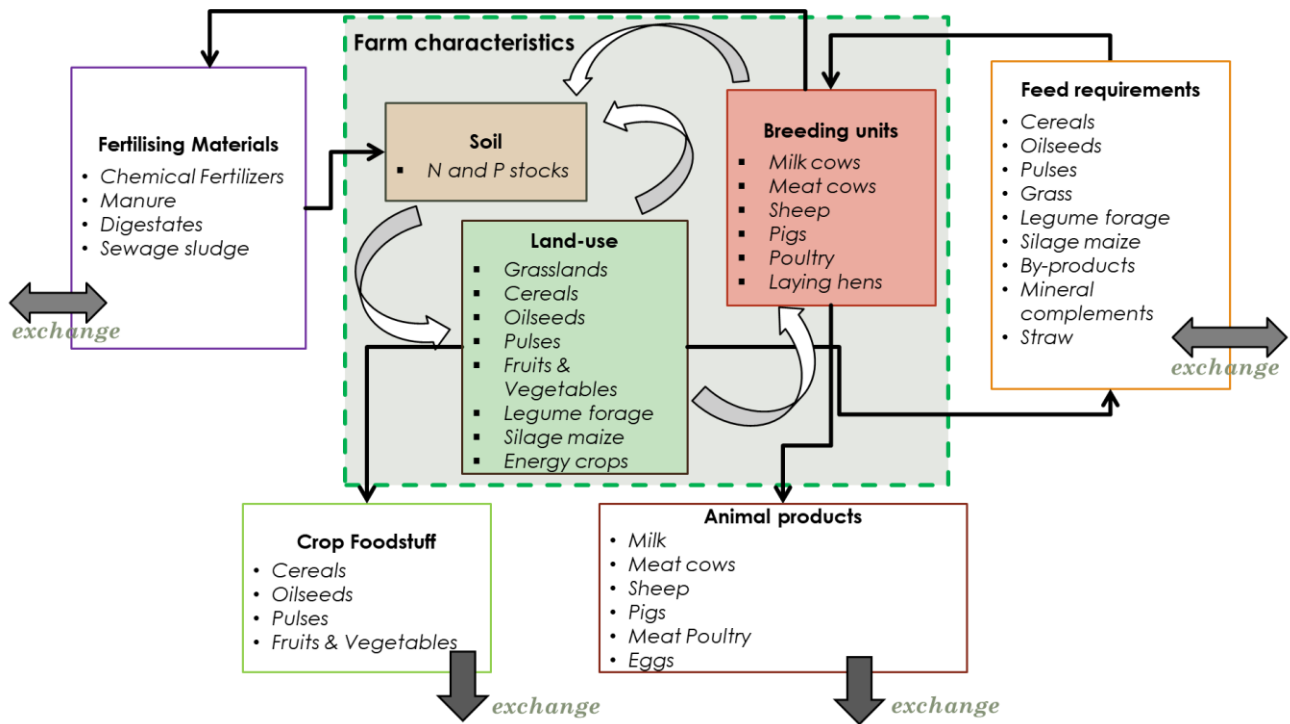 Farm characteristics
Fertilising Materials
• Chemical Fertilizers
• Manure
• Digestates
• Sewage sludge
exchange
Soil
▪ N and P stocks
Land-use
▪ Grasslands
▪ Cereals
▪ Oilseeds
▪ Pulses
▪ Fruits &
Vegetables
▪ Legume forage
▪ Silage maize
▪ Energy crops
Breeding units
▪ Milk cows
▪ Meat cows
▪ Sheep
▪ Pigs
▪ Poultry
▪ Laying hens
Feed requirements
• Cereals
• Oilseeds
• Pulses
• Grass
• Legume forage
• Silage maize
• By-products
• Mineral
complements
• Straw
exchange
Crop Foodstuff
• Cereals
• Oilseeds
• Pulses
• Fruits & Vegetables
exchange
Animal products
• Milk
• Meat cows
• Sheep
• Pigs
• Meat Poultry
• Eggs
exchange